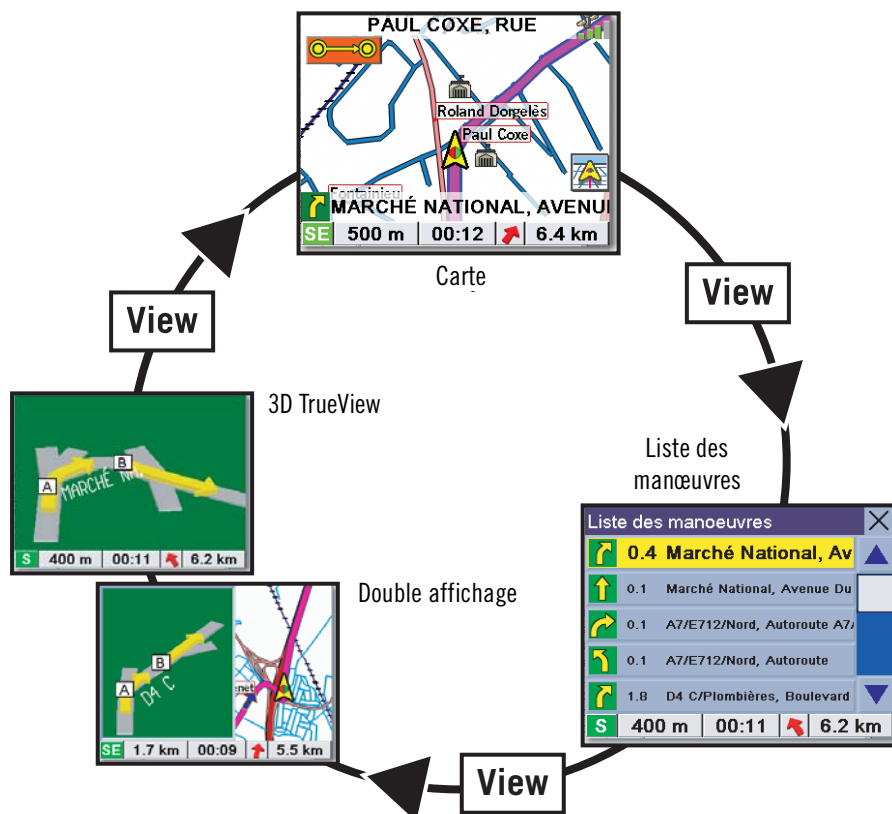 PAUL COXE, RUE
Roland Dorgelès
Paul Coxe
Fontainieu
MARCHÉ NATIONAL, AVENU
SE 500 m 00:12 6.4 km
Carte
View
View
3D TrueView
A B
MARCHÉ NA
S 400 m 00:11 6.2 km
Liste des
manœuvres
Liste des manoeuvres
0.4 Marché National, Av
0.1 Marché National, Avenue Du
0.1 A7/E712/Nord, Autoroute A7/
0.1 A7/E712/Nord, Autoroute
1.8 D4 C/Plombières, Boulevard
S 400 m 00:11 6.2 km
Double affichage
A B
D4 C
enet
SE 1.7 km 00:09 5.5 km
View